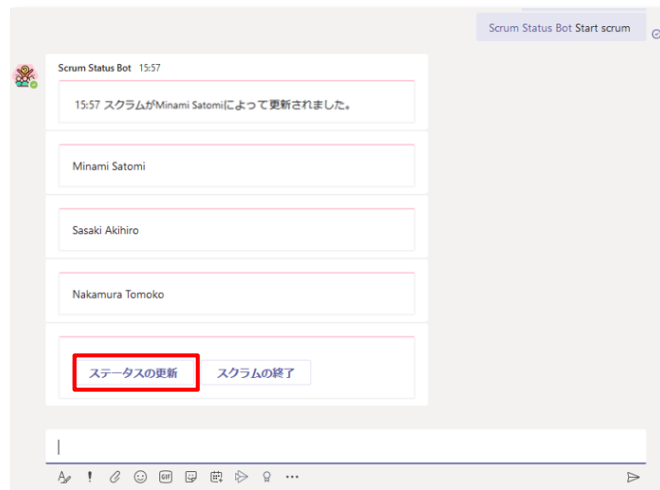 Scrum Status Bot Start scrum
Scrum Status Bot 15:57
15:57 スクラムがMinami Satomiによって更新されました。
Minami Satomi
Sasaki Akihiro
Nakamura Tomoko
ステータスの更新 スクラムの終了
GIF